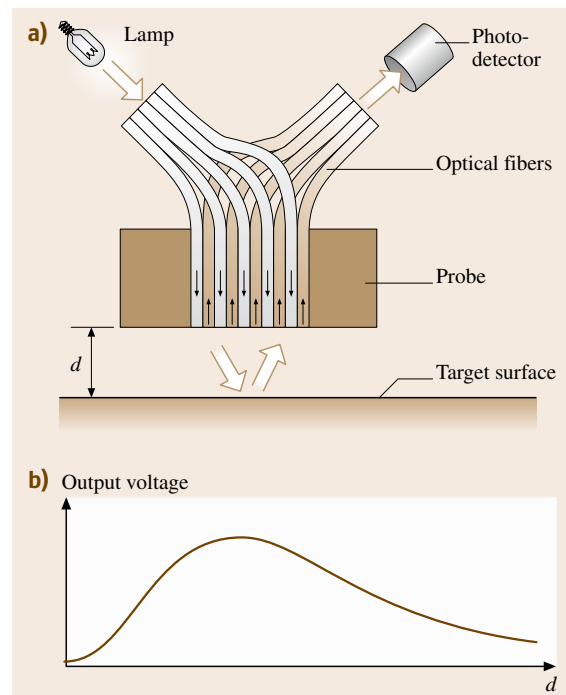 a)
Lamp
Photo-
detector
Optical fibers
Probe
d
Target surface
b)
Output voltage
d